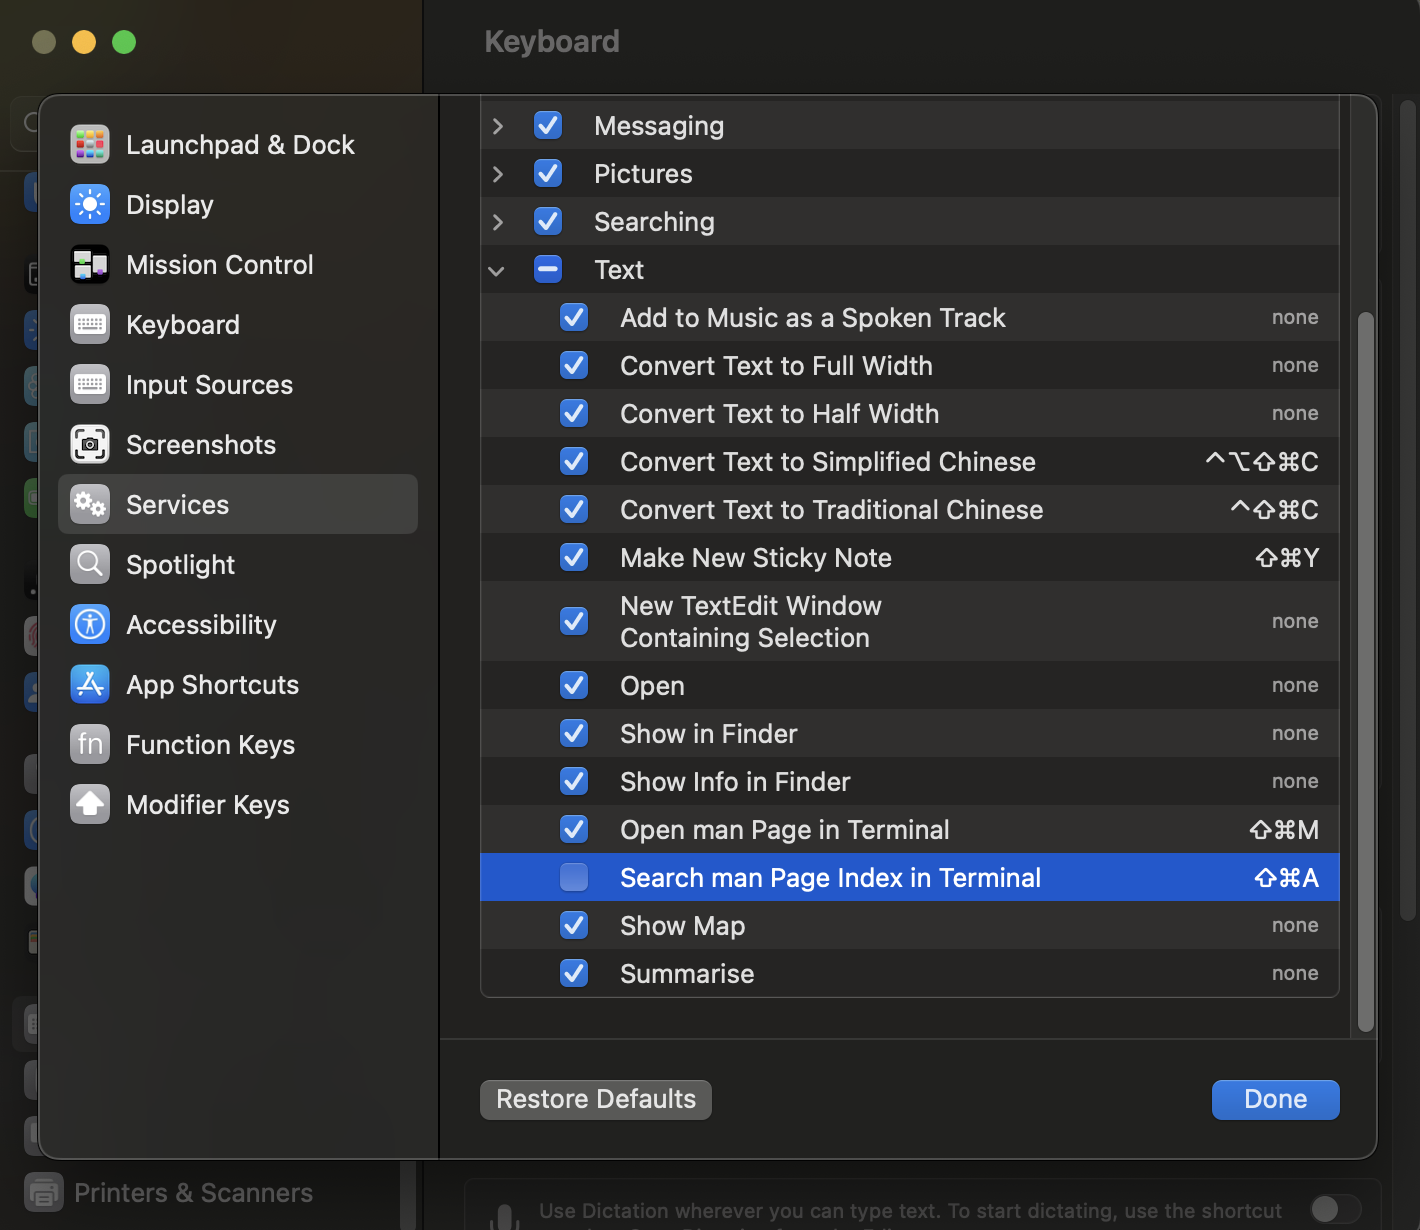 Keyboard
Launchpad & Dock
Display
Mission Control
Keyboard
Input Sources
Screenshots
Services
Spotlight
Accessibility
App Shortcuts
fn Function Keys
Modifier Keys
Messaging
Pictures
Searching
Text
Add to Music as a Spoken Track none
Convert Text to Full Width none
Convert Text to Half Width none
Convert Text to Simplified Chinese ^⌥⇧⌘C
Convert Text to Traditional Chinese ^⇧⌘C
Make New Sticky Note ⇧⌘Y
New TextEdit Window
Containing Selection none
Open none
Show in Finder none
Show Info in Finder none
Open man Page in Terminal ⇧⌘M
Search man Page Index in Terminal ⇧⌘A
Show Map none
Summarise none
Restore Defaults
Done
Printers & Scanners
Use Dictation wherever you can type text. To start dictating, use the shortcut